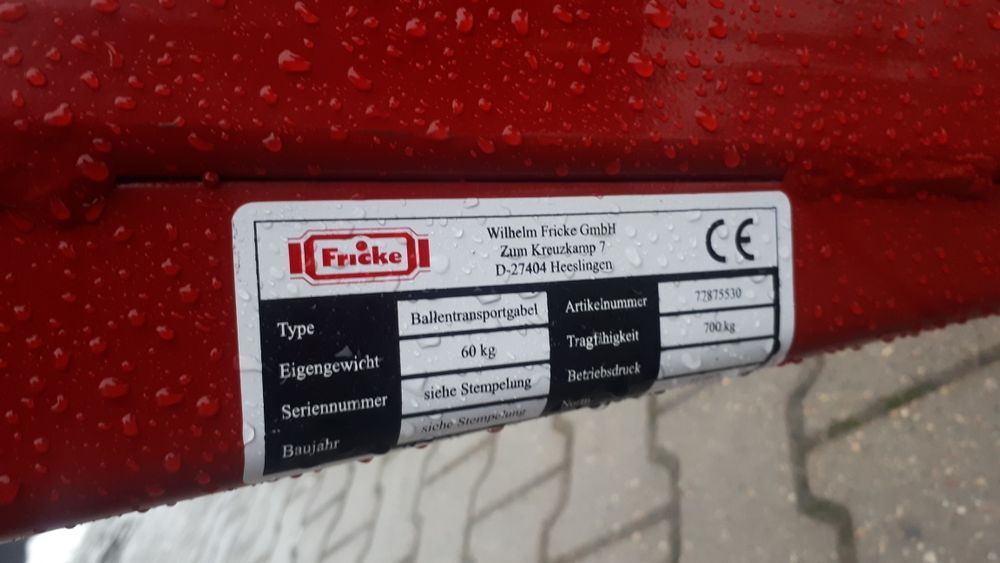 Fricke
Wilhelm Fricke GmbH
Zum Kreuzkamp 7
D-27404 Heeslingen
CE
Type Ballentransportgabel Artikelnummer 77875530
Eigengewicht 60 kg Tragfähigkeit 700 kg
Seriennummer siehe Stempelung Betriebsdruck
Baujahr siehe Stempelung